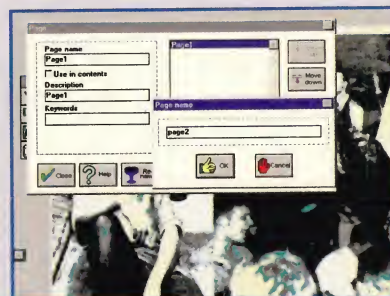 Page
Page name
Page1
Use in contents
Description
Page1
Keywords
Close
Help
Page1
Move
down
Page name
page2
OK
Cancel